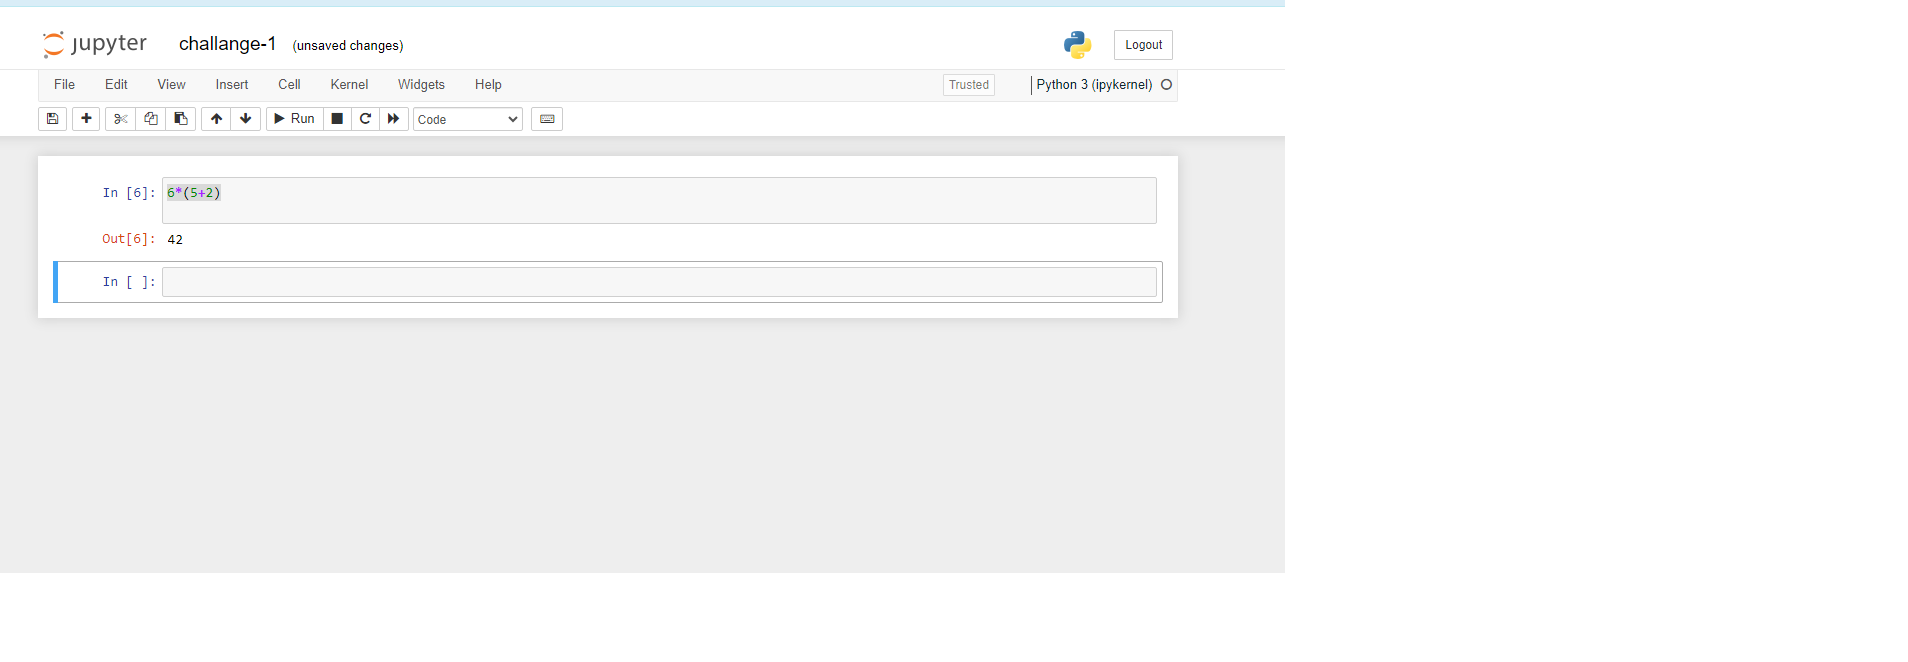 jupyter challange-1 (unsaved changes) Logout
File Edit View Insert Cell Kernel Widgets Help Trusted Python 3 (ipykernel)
Run Code
In [6]: 6*(5+2)
Out[6]: 42
In [ ]: